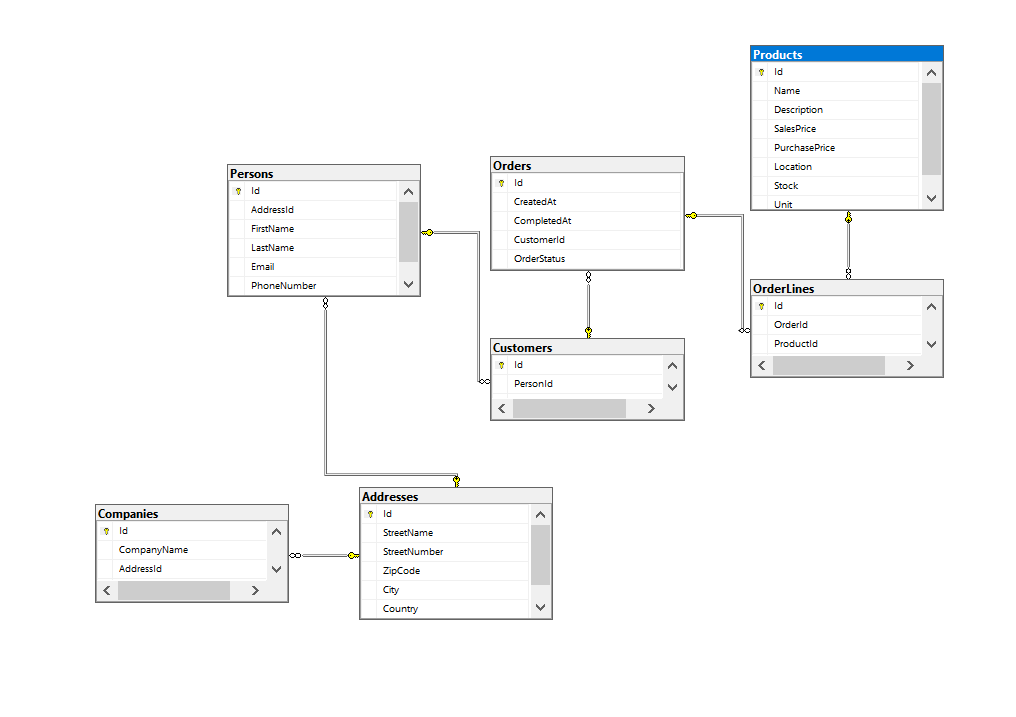 Products
Id
Name
Description
SalesPrice
PurchasePrice
Location
Stock
Unit
Persons
Id
AddressId
FirstName
LastName
Email
PhoneNumber
Orders
Id
CreatedAt
CompletedAt
CustomerId
OrderStatus
OrderLines
Id
OrderId
ProductId
Customers
Id
PersonId
Addresses
Id
StreetName
StreetNumber
ZipCode
City
Country
Companies
Id
CompanyName
AddressId